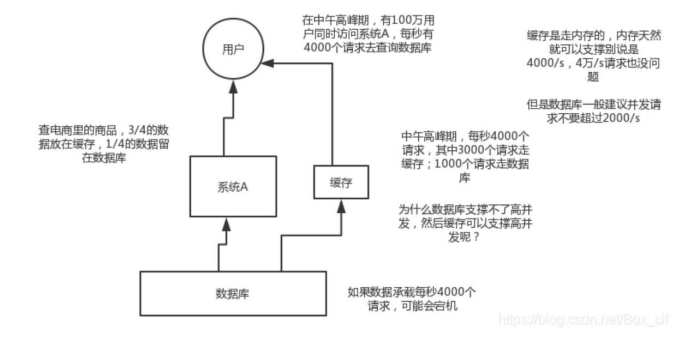 在中午高峰期，有100万用
户同时访问系统A，每秒有
4000个请求去查询数据库
缓存是走内存的，内存天然
就可以支撑别说是
4000/s，4万/s请求也没问
题
但是数据库一般建议并发请
求不要超过2000/s
用户
查电商里的商品，3/4的数
据放在缓存，1/4的数据留
在数据库
中午高峰期，每秒4000个
请求，其中3000个请求走
缓存；1000个请求走数据
库
系统A
缓存
为什么数据库支撑不了高并
发，然后缓存可以支撑高并
发呢？
数据库
如果数据承载每秒4000个
请求，可能会宕机
https://blog.csdn.net/Box_clf